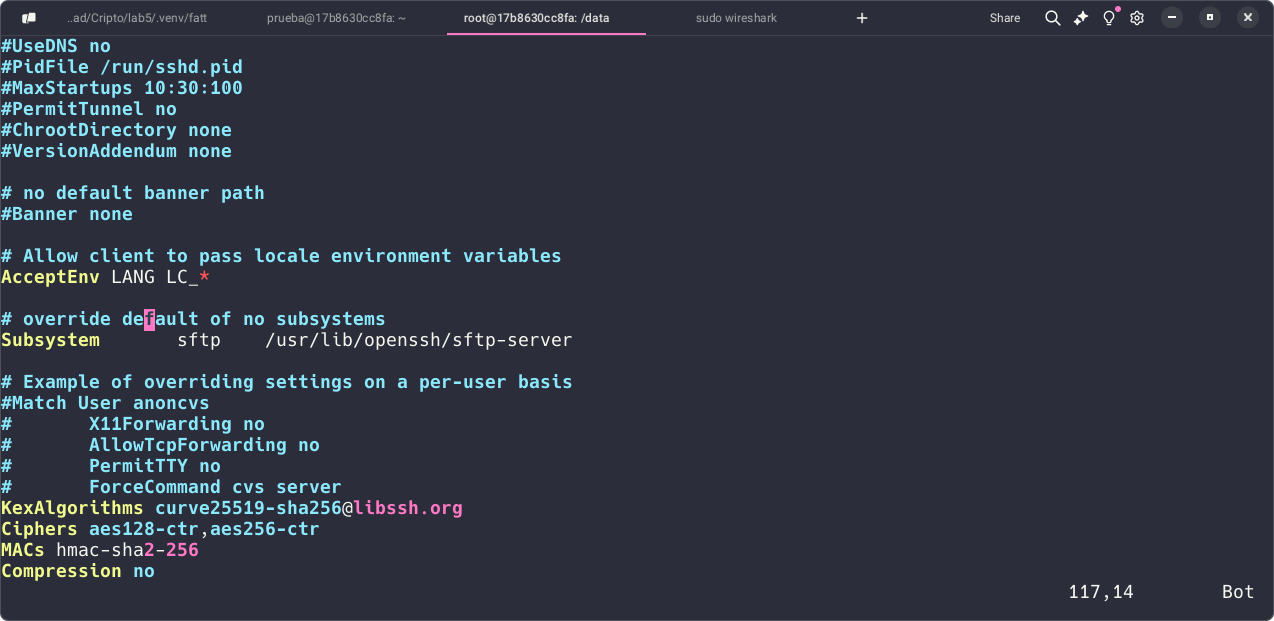 ..ad/Cripto/lab5/.venv/fatt prueba@17b8630cc8fa: ~ root@17b8630cc8fa: /data sudo wireshark + Share
#UseDNS no
#PidFile /run/sshd.pid
#MaxStartups 10:30:100
#PermitTunnel no
#ChrootDirectory none
#VersionAddendum none
# no default banner path
#Banner none
# Allow client to pass locale environment variables
AcceptEnv LANG LC_*
# override default of no subsystems
Subsystem       sftp    /usr/lib/openssh/sftp-server
# Example of overriding settings on a per-user basis
#Match User anoncvs
#       X11Forwarding no
#       AllowTcpForwarding no
#       PermitTTY no
#       ForceCommand cvs server
KexAlgorithms curve25519-sha256@libssh.org
Ciphers aes128-ctr,aes256-ctr
MACs hmac-sha2-256
Compression no
117,14 Bot